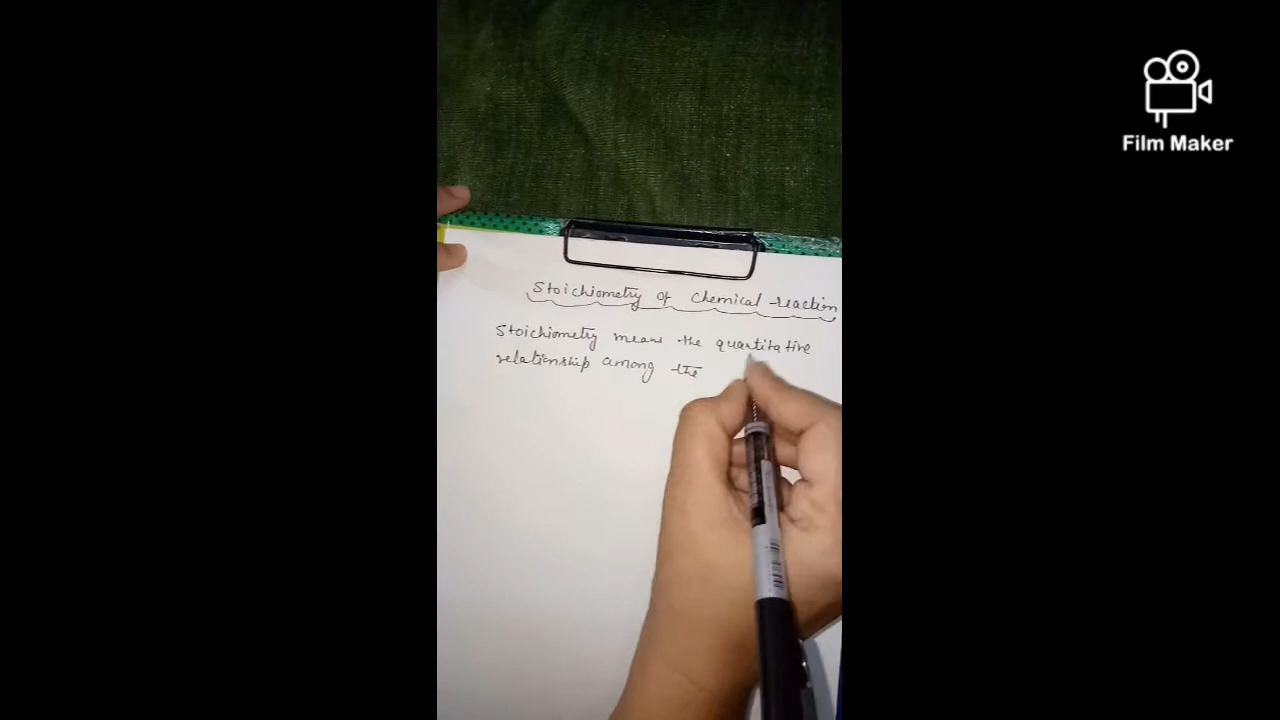 Film Maker
Stoichiometry of Chemical reaction
Stoichiometry means the quantitative
relationship among the